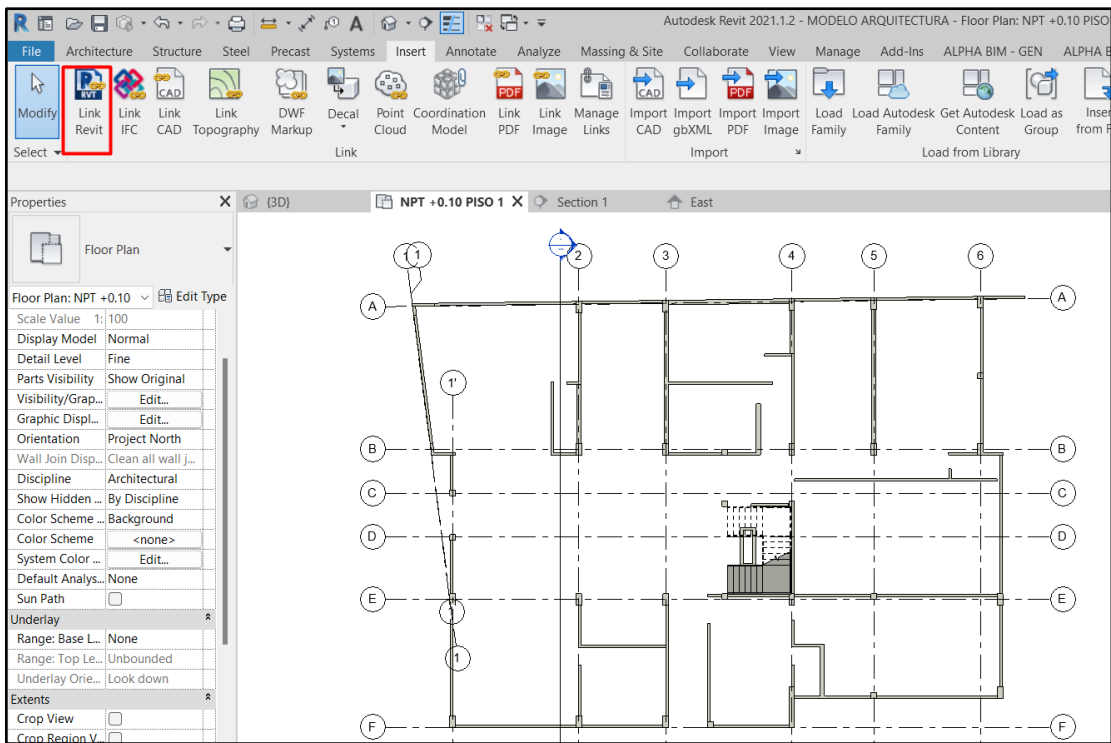 Autodesk Revit 2021.1.2 - MODELO ARQUITECTURA - Floor Plan: NPT +0.10 PISO
File Architecture Structure Steel Precast Systems Insert Annotate Analyze Massing & Site Collaborate View Manage Add-Ins ALPHA BIM - GEN ALPHA B
Modify Link Revit Link IFC Link CAD Link Topography DWF Markup Decal Point Cloud Coordination Model Link PDF Link Image Manage Links Import CAD Import gbXML Import PDF Import Image Load Family Load Autodesk Family Get Autodesk Content Load as Group Inser from F
Select Link Import Load from Library
Properties {3D} NPT +0.10 PISO 1 Section 1 East
Floor Plan
Floor Plan: NPT +0.10 Edit Type
Scale Value 1: 100
Display Model Normal
Detail Level Fine
Parts Visibility Show Original
Visibility/Grap... Edit...
Graphic Displ... Edit...
Orientation Project North
Wall Join Disp... Clean all wall j...
Discipline Architectural
Show Hidden ... By Discipline
Color Scheme ... Background
Color Scheme <none>
System Color ... Edit...
Default Analys... None
Sun Path
Underlay
Range: Base L... None
Range: Top Le... Unbounded
Underlay Orie... Look down
Extents
Crop View
Crop Region V...
1 1 2 3 4 5 6
A A
1'
B B
C C
D D
E E
1
1
F F